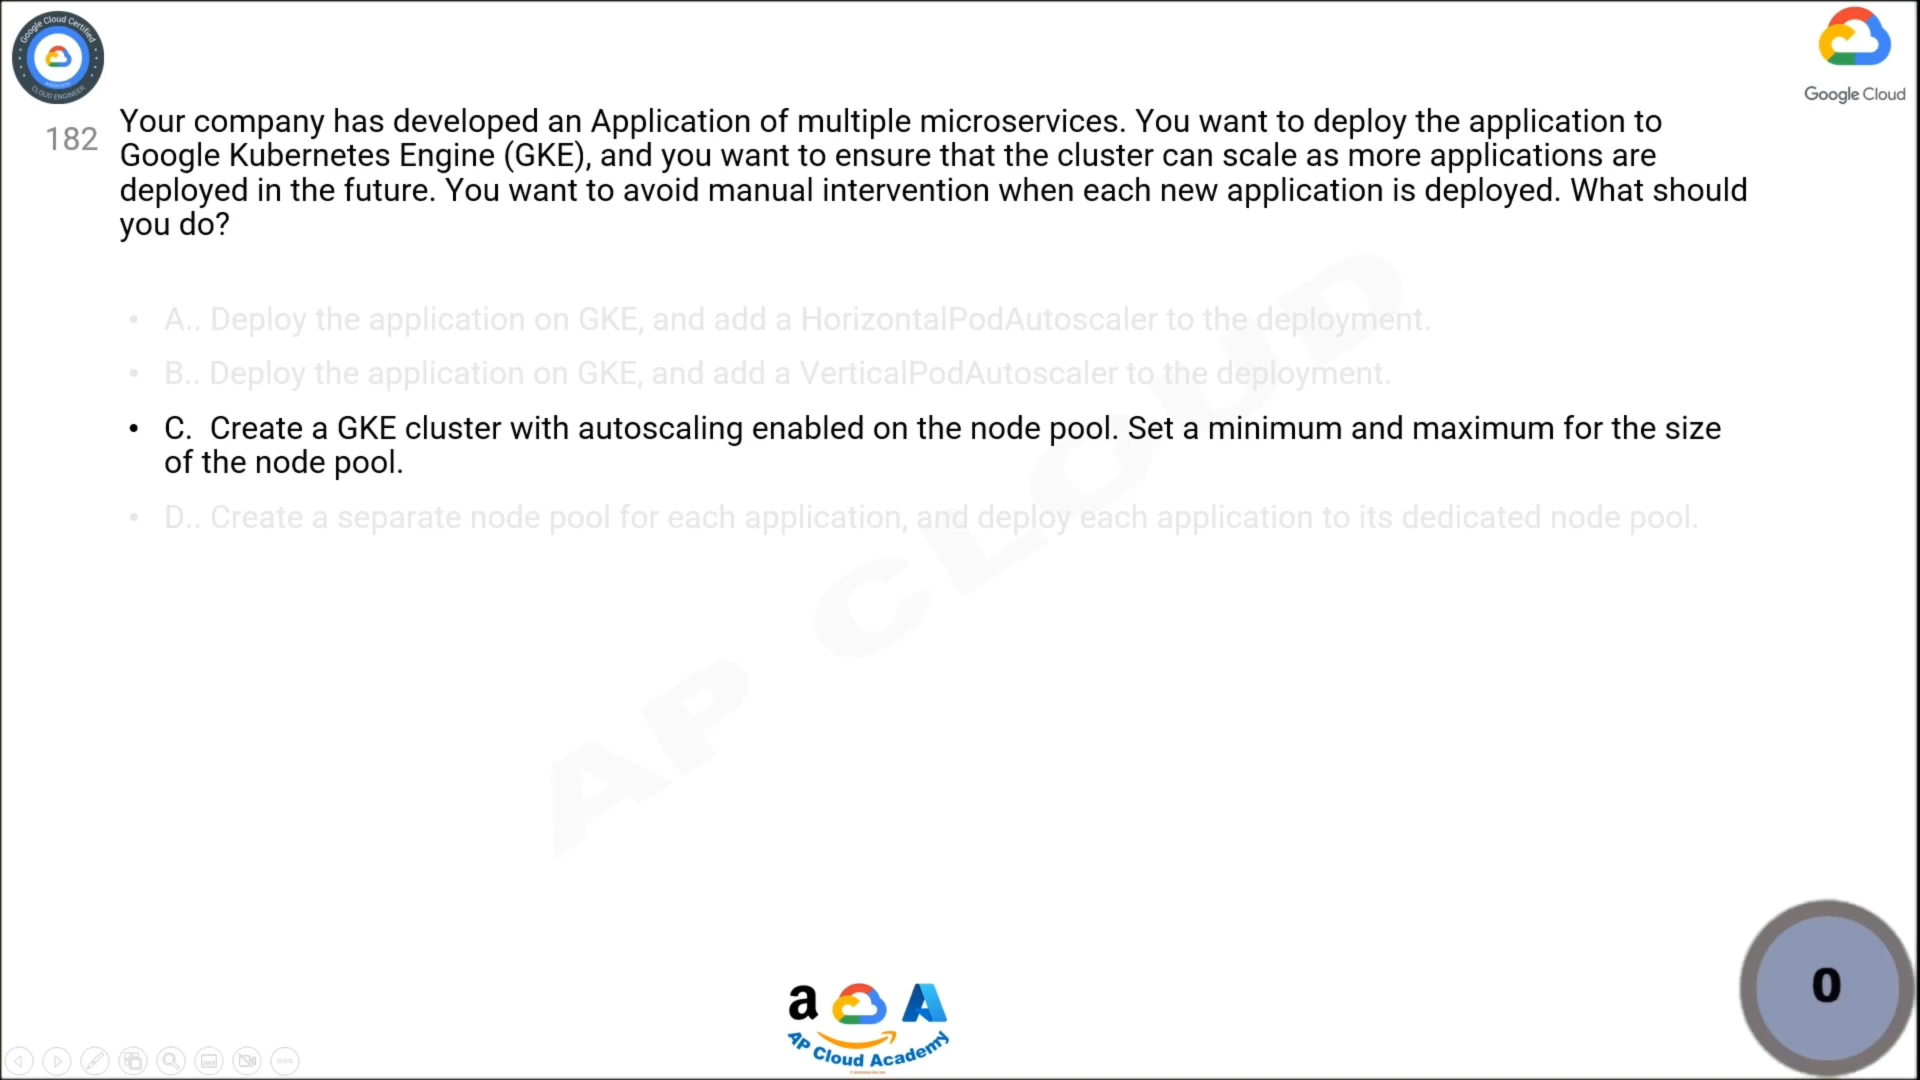 Google Cloud Certified
ASSOCIATE
CLOUD ENGINEER
Google Cloud
182
Your company has developed an Application of multiple microservices. You want to deploy the application to
Google Kubernetes Engine (GKE), and you want to ensure that the cluster can scale as more applications are
deployed in the future. You want to avoid manual intervention when each new application is deployed. What should
you do?
• A.. Deploy the application on GKE, and add a HorizontalPodAutoscaler to the deployment.
• B.. Deploy the application on GKE, and add a VerticalPodAutoscaler to the deployment.
• C. Create a GKE cluster with autoscaling enabled on the node pool. Set a minimum and maximum for the size
of the node pool.
• D.. Create a separate node pool for each application, and deploy each application to its dedicated node pool.
AP CLOUD
0
a
AP Cloud Academy